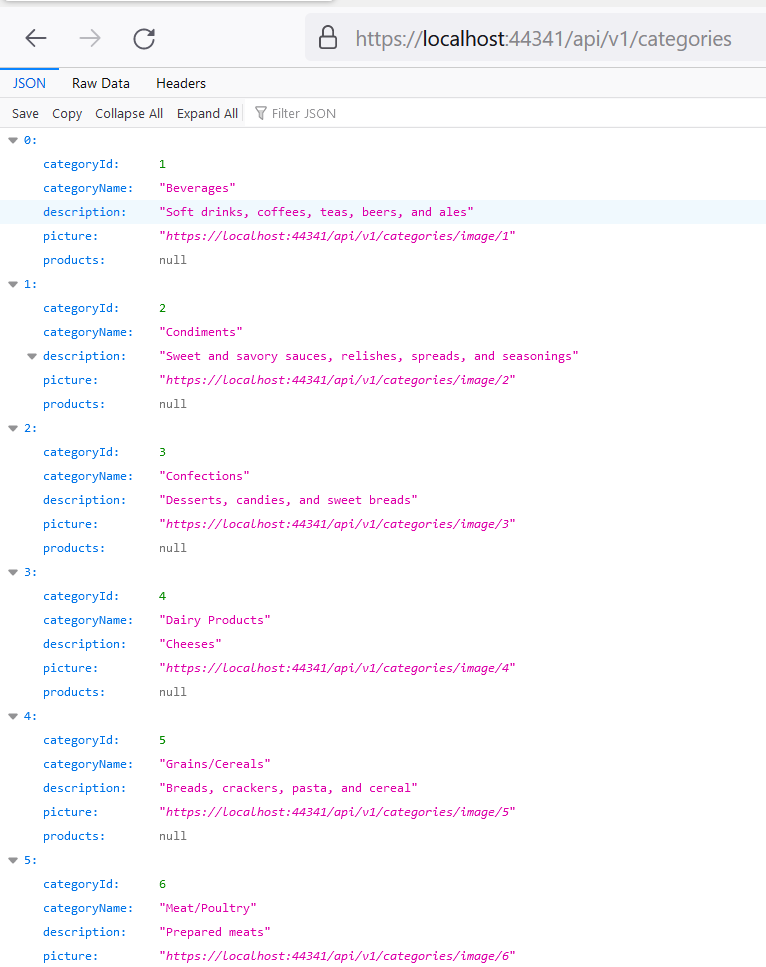 https://localhost:44341/api/v1/categories
JSON Raw Data Headers
Save Copy Collapse All Expand All Filter JSON
0:
categoryId: 1
categoryName: "Beverages"
description: "Soft drinks, coffees, teas, beers, and ales"
picture: "https://localhost:44341/api/v1/categories/image/1"
products: null
1:
categoryId: 2
categoryName: "Condiments"
description: "Sweet and savory sauces, relishes, spreads, and seasonings"
picture: "https://localhost:44341/api/v1/categories/image/2"
products: null
2:
categoryId: 3
categoryName: "Confections"
description: "Desserts, candies, and sweet breads"
picture: "https://localhost:44341/api/v1/categories/image/3"
products: null
3:
categoryId: 4
categoryName: "Dairy Products"
description: "Cheeses"
picture: "https://localhost:44341/api/v1/categories/image/4"
products: null
4:
categoryId: 5
categoryName: "Grains/Cereals"
description: "Breads, crackers, pasta, and cereal"
picture: "https://localhost:44341/api/v1/categories/image/5"
products: null
5:
categoryId: 6
categoryName: "Meat/Poultry"
description: "Prepared meats"
picture: "https://localhost:44341/api/v1/categories/image/6"